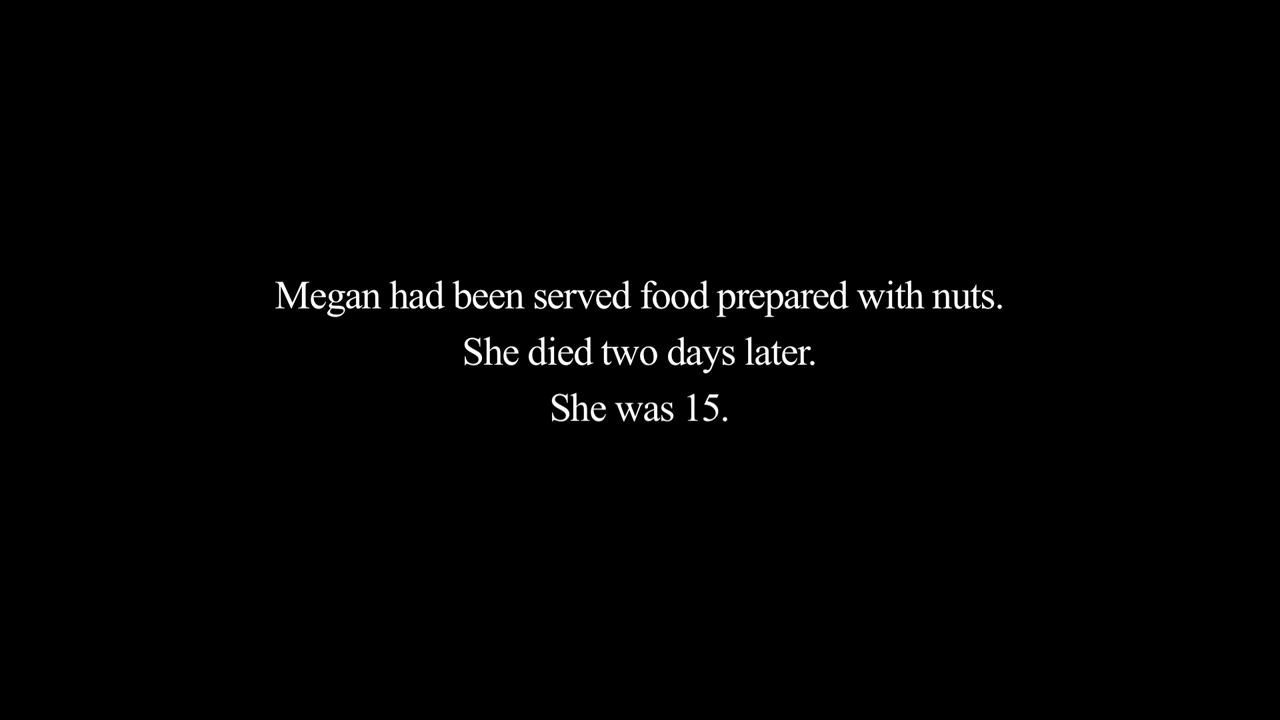 Megan had been served food prepared with nuts.
She died two days later.
She was 15.